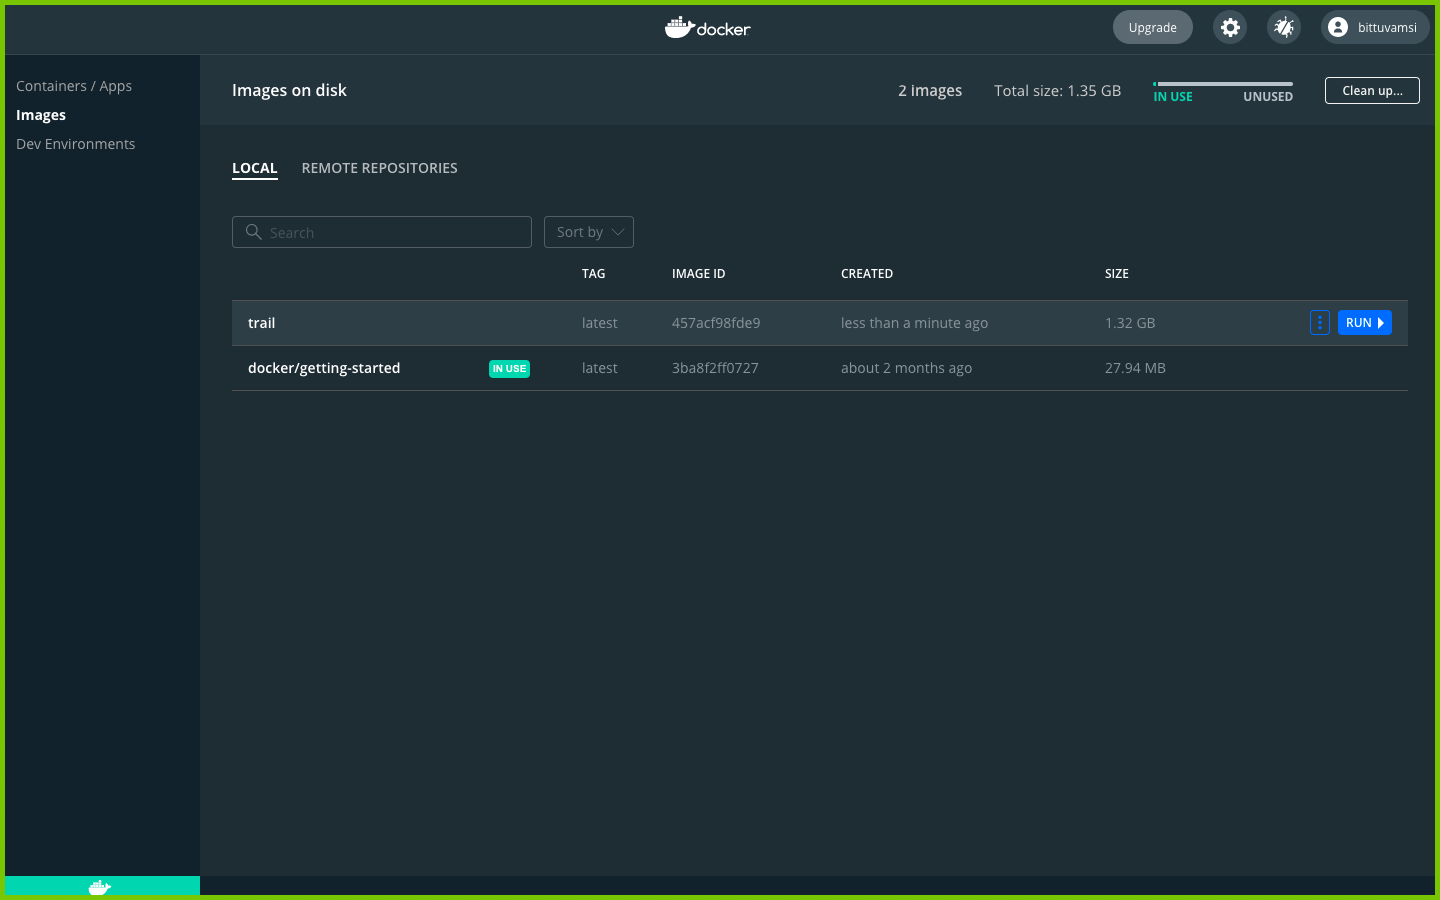 docker
Upgrade
bittuvamsi
Containers / Apps
Images
Dev Environments
Images on disk
2 images
Total size: 1.35 GB
IN USE
UNUSED
Clean up...
LOCAL
REMOTE REPOSITORIES
Search
Sort by
TAG IMAGE ID CREATED SIZE
trail latest 457acf98fde9 less than a minute ago 1.32 GB RUN
docker/getting-started IN USE latest 3ba8f2ff0727 about 2 months ago 27.94 MB